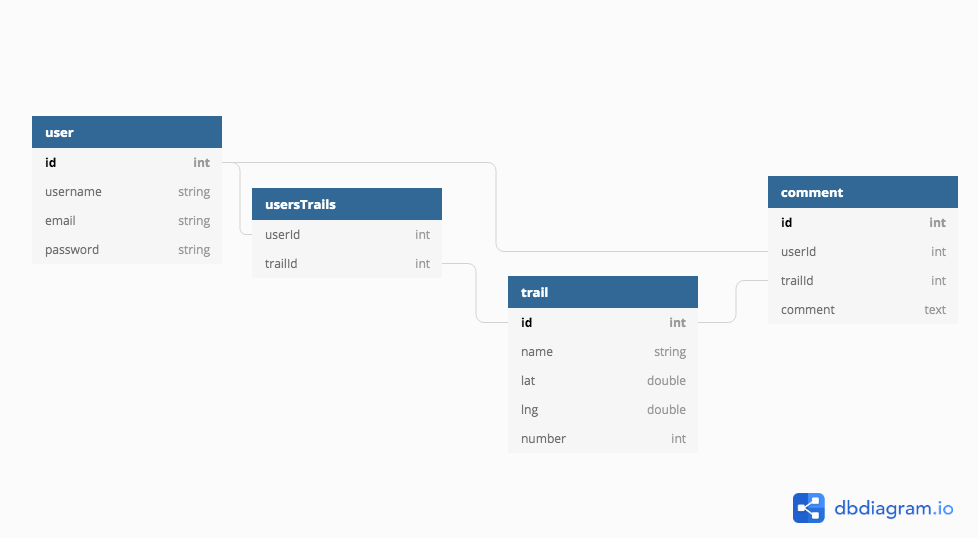 user
id int
username string
email string
password string
usersTrails
userId int
trailId int
trail
id int
name string
lat double
lng double
number int
comment
id int
userId int
trailId int
comment text
dbdiagram.io